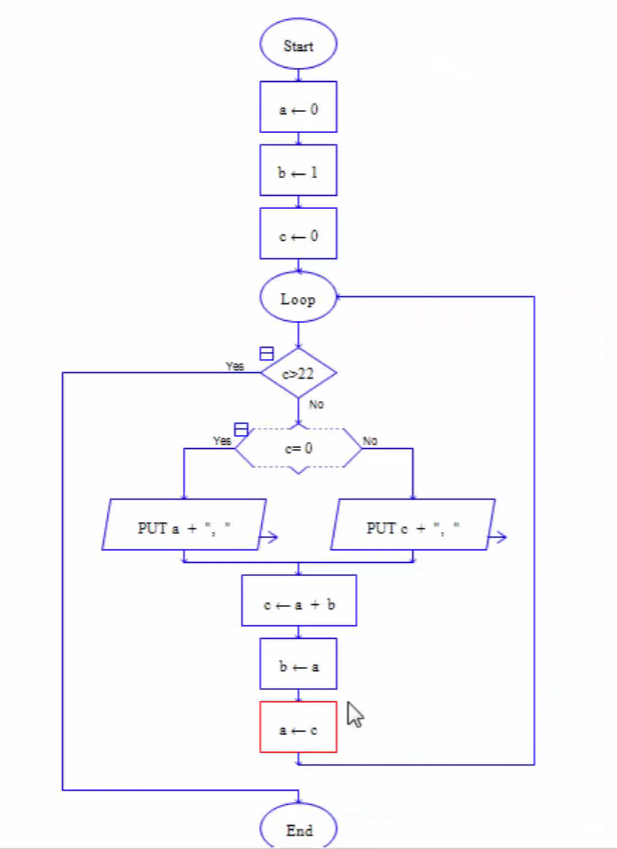 Start
a ← 0
b ← 1
c ← 0
Loop
Yes
c>22
No
Yes
c= 0
No
PUT a + ", "
PUT c + ", "
c ← a + b
b ← a
a ← c
End